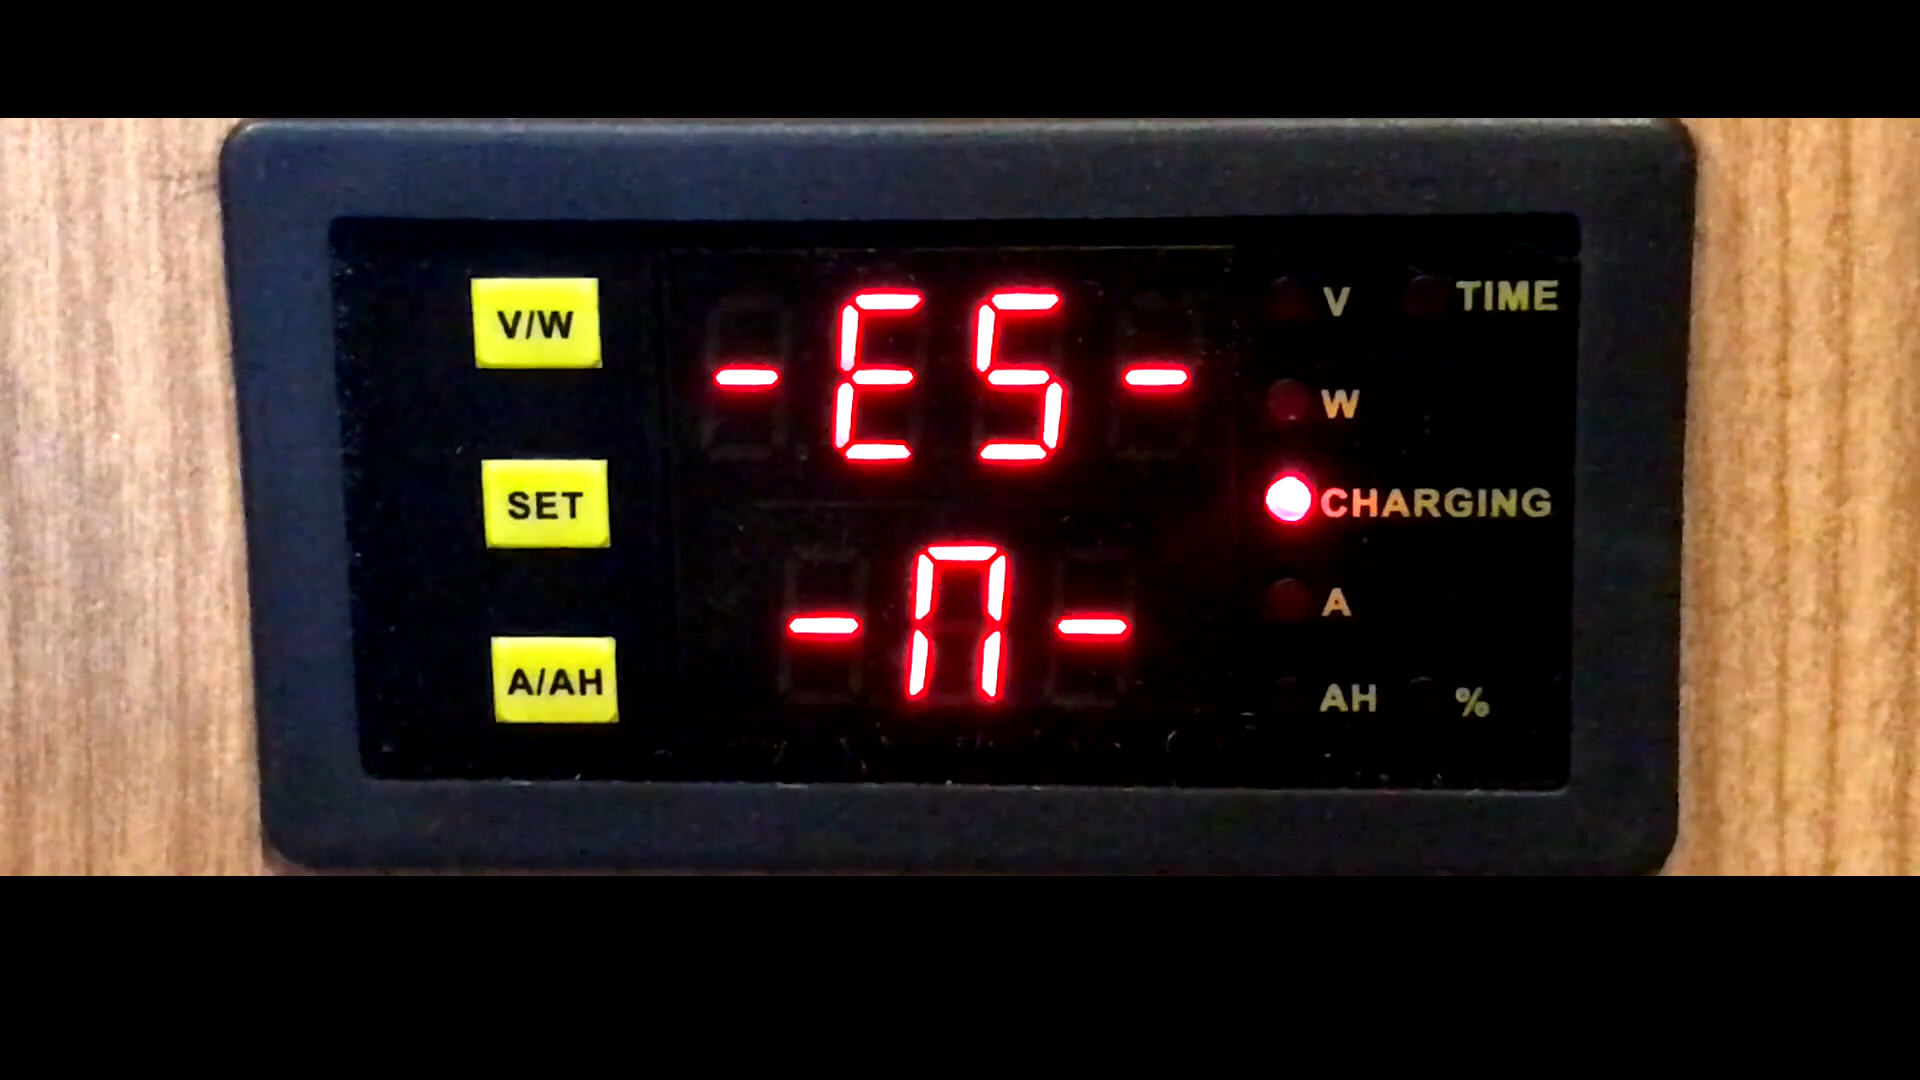 V/W
SET
A/AH
-ES-
-n-
V TIME
W
CHARGING
A
AH %